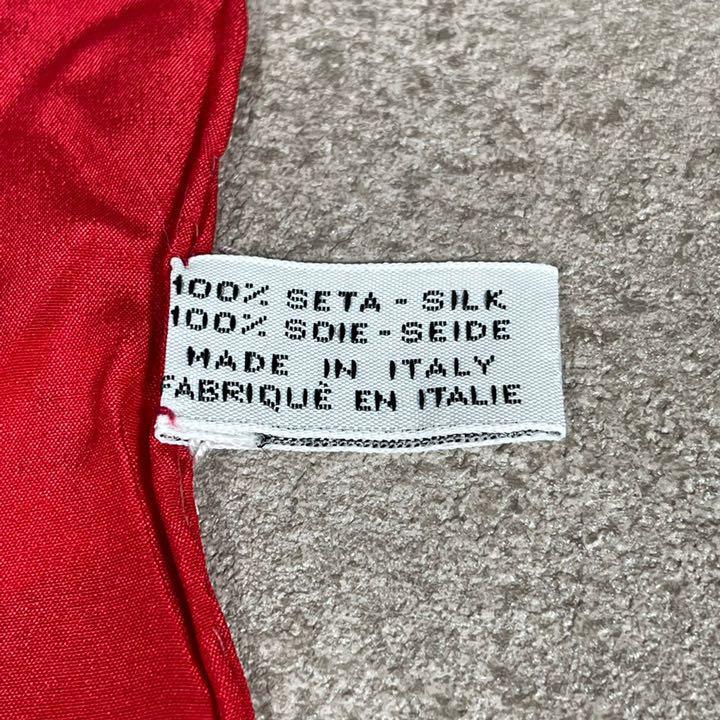 100% SETA - SILK
100% SOIE - SEIDE
MADE IN ITALY
FABRIQUÈ EN ITALIE